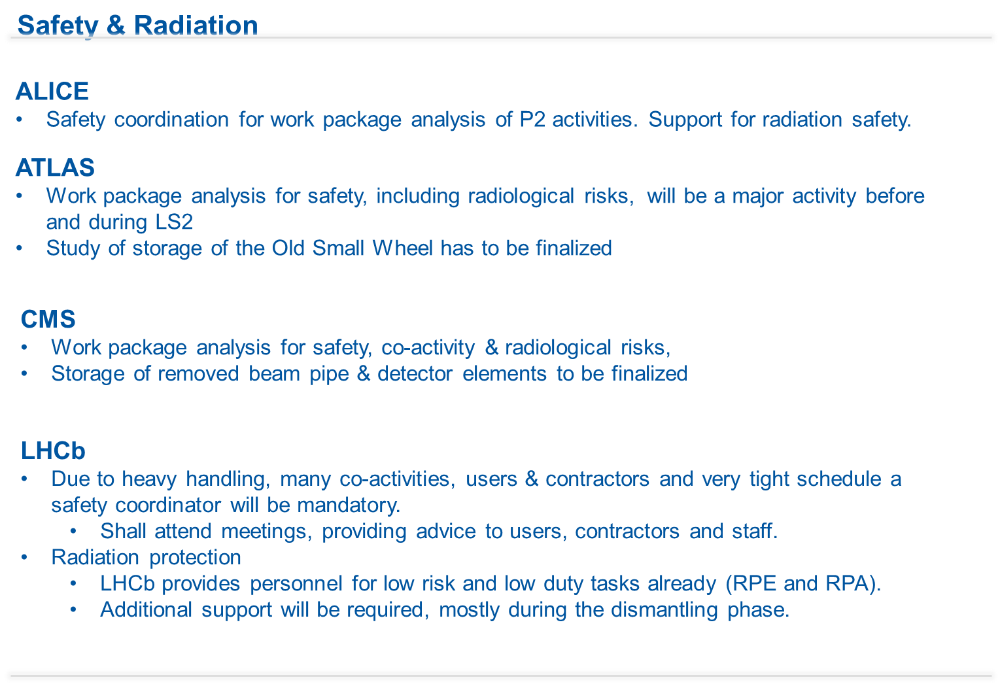 Safety & Radiation
ALICE
• Safety coordination for work package analysis of P2 activities. Support for radiation safety.
ATLAS
• Work package analysis for safety, including radiological risks, will be a major activity before
and during LS2
• Study of storage of the Old Small Wheel has to be finalized
CMS
• Work package analysis for safety, co-activity & radiological risks,
• Storage of removed beam pipe & detector elements to be finalized
LHCb
• Due to heavy handling, many co-activities, users & contractors and very tight schedule a
safety coordinator will be mandatory.
• Shall attend meetings, providing advice to users, contractors and staff.
• Radiation protection
• LHCb provides personnel for low risk and low duty tasks already (RPE and RPA).
• Additional support will be required, mostly during the dismantling phase.